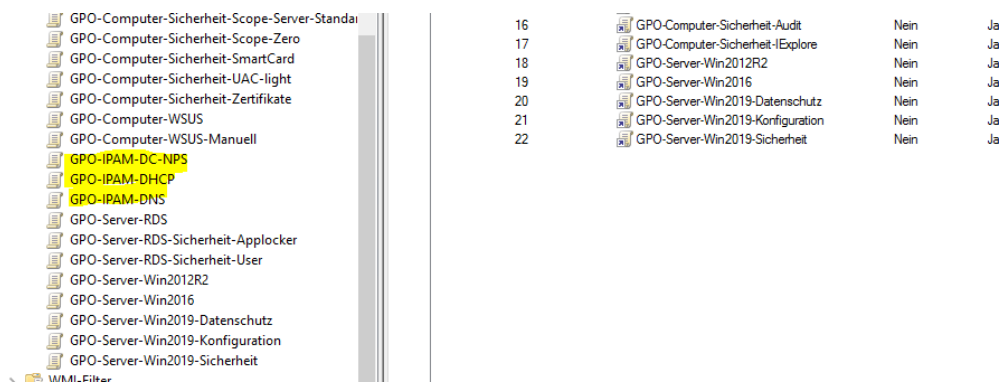 GPO-Computer-Sicherheit-Scope-Server-Standar
GPO-Computer-Sicherheit-Scope-Zero
GPO-Computer-Sicherheit-SmartCard
GPO-Computer-Sicherheit-UAC-light
GPO-Computer-Sicherheit-Zertifikate
GPO-Computer-WSUS
GPO-Computer-WSUS-Manuell
GPO-IPAM-DC-NPS
GPO-IPAM-DHCP
GPO-IPAM-DNS
GPO-Server-RDS
GPO-Server-RDS-Sicherheit-Applocker
GPO-Server-RDS-Sicherheit-User
GPO-Server-Win2012R2
GPO-Server-Win2016
GPO-Server-Win2019-Datenschutz
GPO-Server-Win2019-Konfiguration
GPO-Server-Win2019-Sicherheit
WMI-Filter
16 GPO-Computer-Sicherheit-Audit Nein Ja
17 GPO-Computer-Sicherheit-IExplore Nein Ja
18 GPO-Server-Win2012R2 Nein Ja
19 GPO-Server-Win2016 Nein Ja
20 GPO-Server-Win2019-Datenschutz Nein Ja
21 GPO-Server-Win2019-Konfiguration Nein Ja
22 GPO-Server-Win2019-Sicherheit Nein Ja